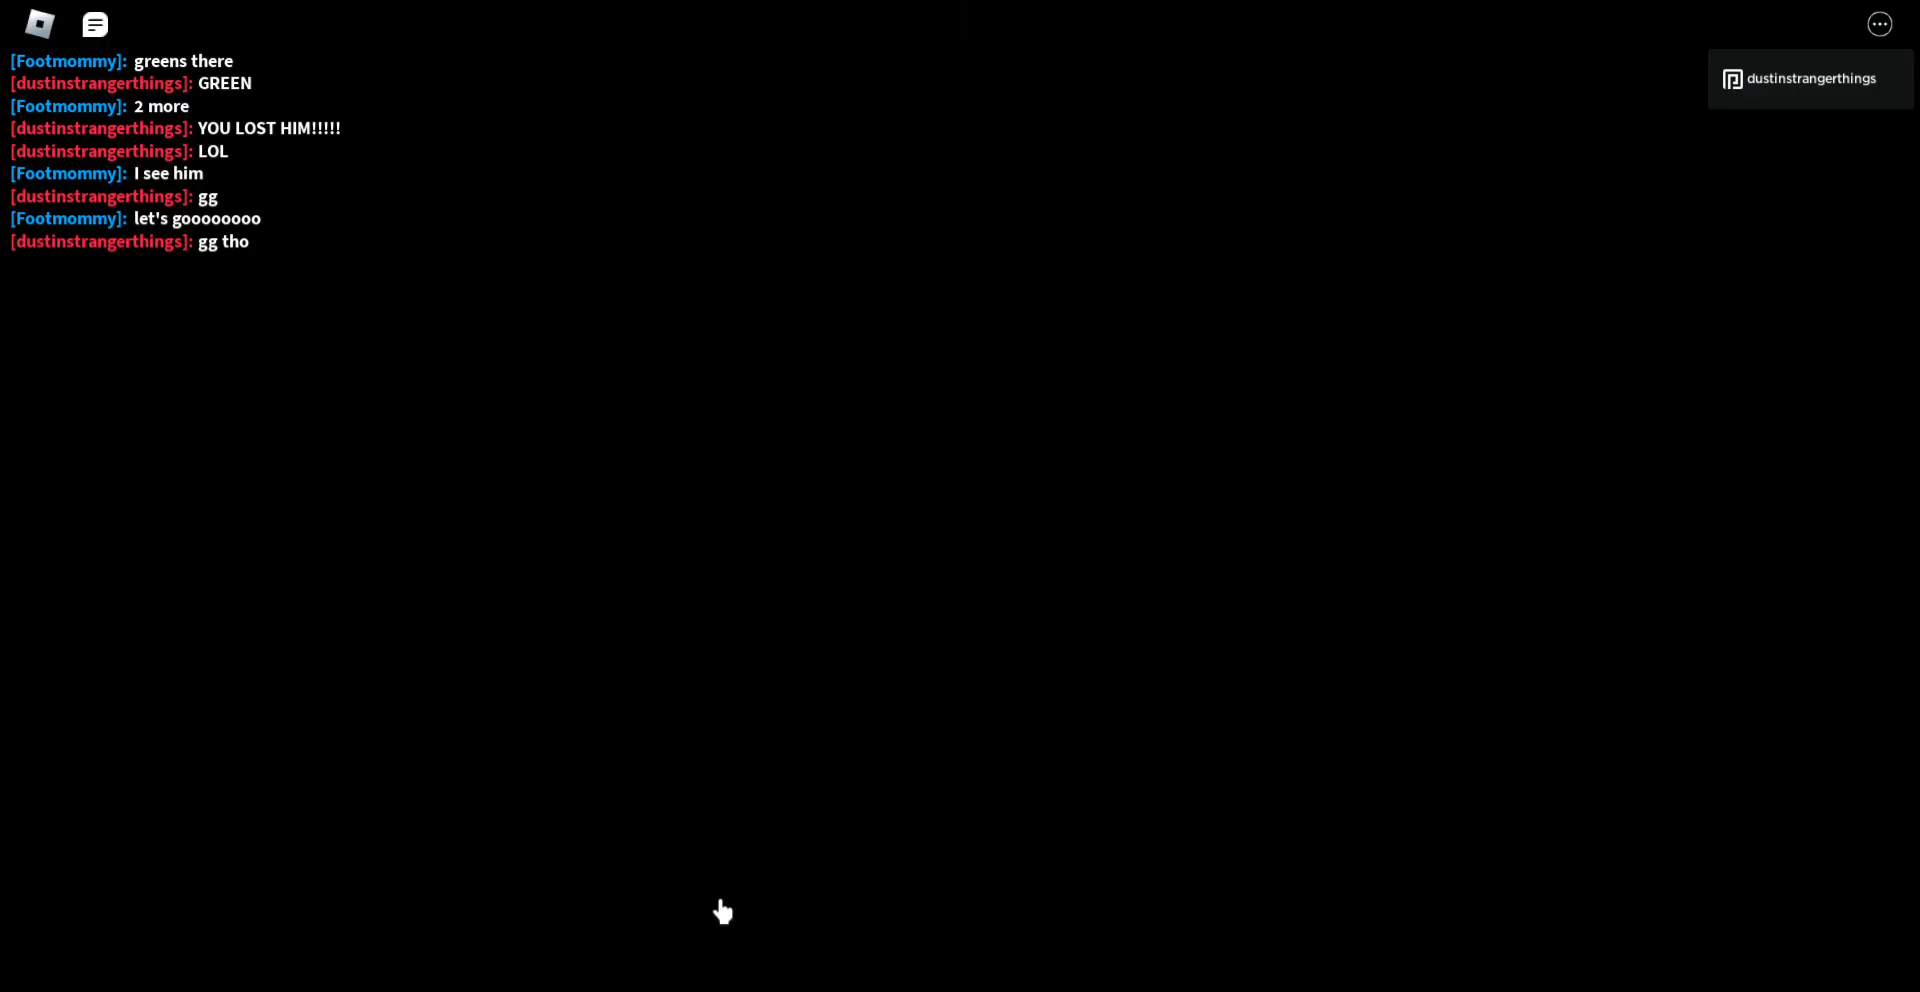 [Footmommy]: greens there
dustinstrangerthings
[dustinstrangerthings]: GREEN
[Footmommy]: 2 more
[dustinstrangerthings]: YOU LOST HIM!!!!!
[dustinstrangerthings]: LOL
[Footmommy]: I see him
[dustinstrangerthings]: gg
[Footmommy]: let's goooooooo
[dustinstrangerthings]: gg tho